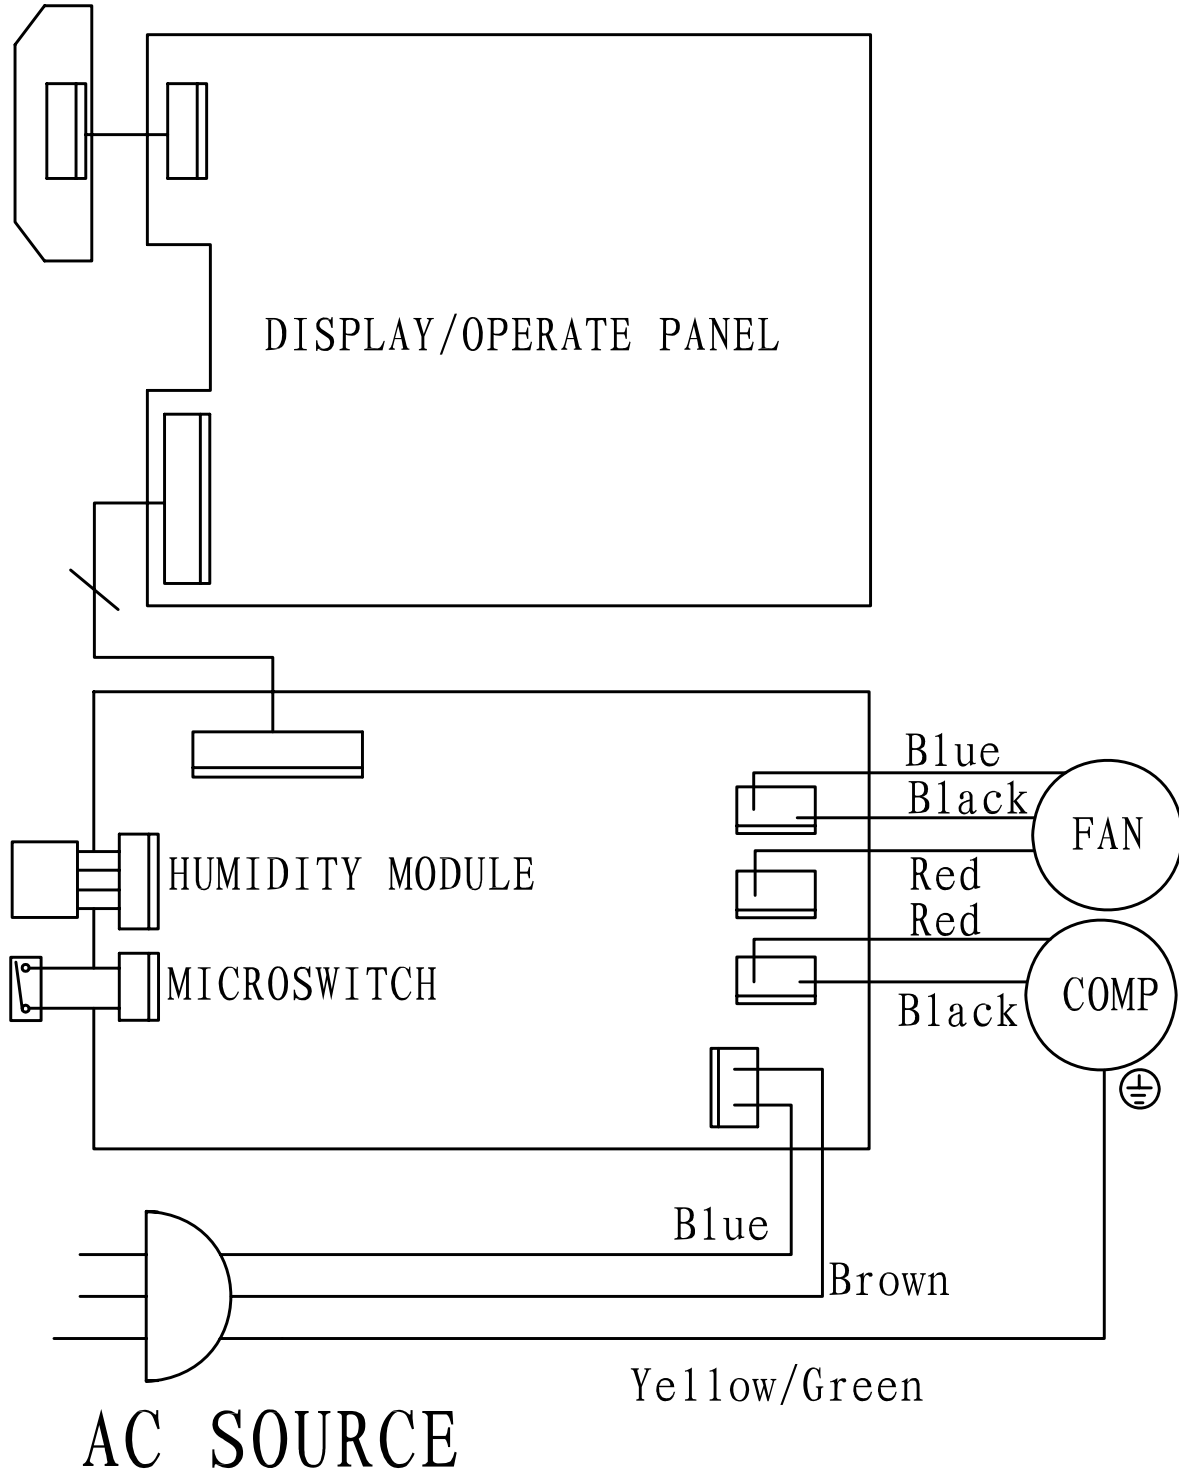 DISPLAY/OPERATE PANEL
Blue
Black
FAN
HUMIDITY MODULE
Red
Red
MICROSWITCH
COMP
Black
Blue
Brown
Yellow/Green
AC SOURCE